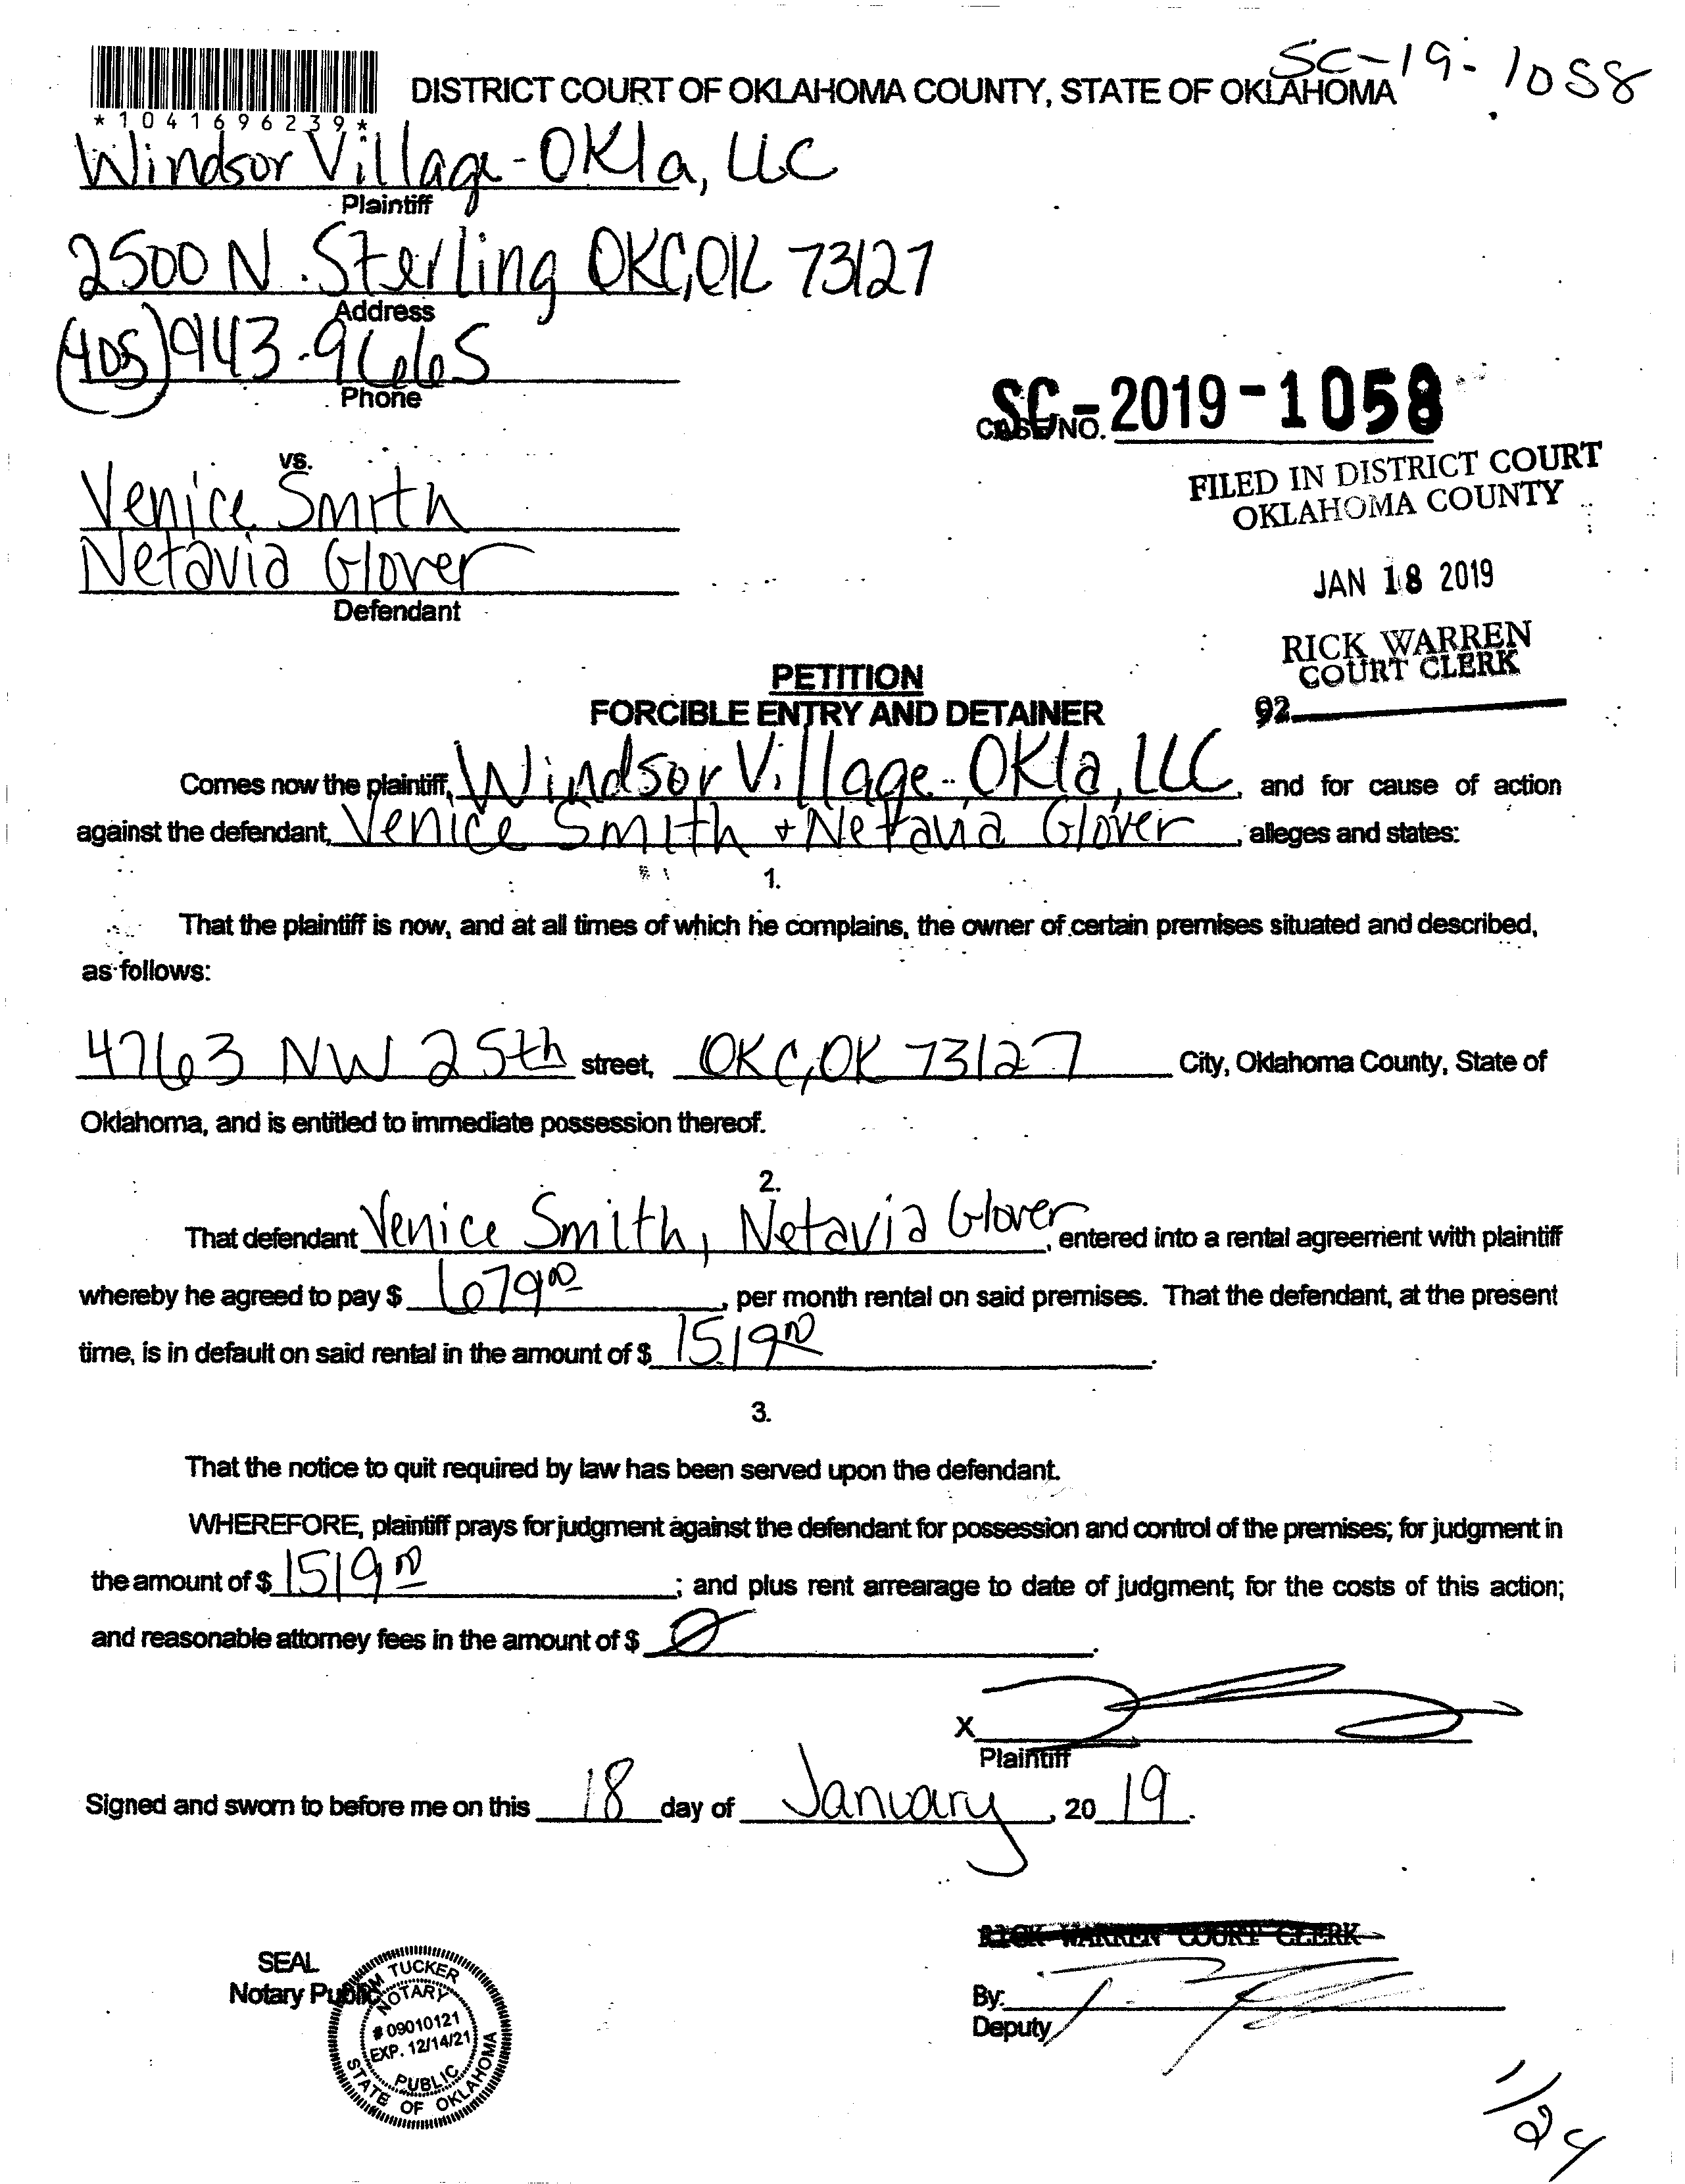 SC-19-1058
DISTRICT COURT OF OKLAHOMA COUNTY, STATE OF OKLAHOMA
*1041696239*
Windsor Village-Okla, LLC
Plaintiff
2500 N. Sterling OKC, OK 73127
Address
(405) 943-9665
Phone
SC-2019-1058
CASE NO.
FILED IN DISTRICT COURT
OKLAHOMA COUNTY
JAN 18 2019
RICK WARREN
COURT CLERK
92
vs.
Venice Smith
Netavia Glover
Defendant
PETITION
FORCIBLE ENTRY AND DETAINER
Comes now the plaintiff, Windsor Village-Okla, LLC, and for cause of action
against the defendant, Venice Smith + Netavia Glover, alleges and states:
1.
That the plaintiff is now, and at all times of which he complains, the owner of certain premises situated and described,
as follows:
4763 NW 25th street, OKC, OK 73127 City, Oklahoma County, State of
Oklahoma, and is entitled to immediate possession thereof.
2.
That defendant Venice Smith, Netavia Glover, entered into a rental agreement with plaintiff
whereby he agreed to pay $ 679 00, per month rental on said premises. That the defendant, at the present
time, is in default on said rental in the amount of $ 1519 00.
3.
That the notice to quit required by law has been served upon the defendant.
WHEREFORE, plaintiff prays for judgment against the defendant for possession and control of the premises; for judgment in
the amount of $ 1519 00; and plus rent arrearage to date of judgment; for the costs of this action;
and reasonable attorney fees in the amount of $ Ø.
X
Plaintiff
Signed and sworn to before me on this 18 day of January, 2019.
RICK WARREN COURT CLERK
SEAL
Notary Public
TUCKER
NOTARY
# 09010121
EXP. 12/14/21
PUBLIC
STATE OF OKLAHOMA
By:
Deputy
1/24